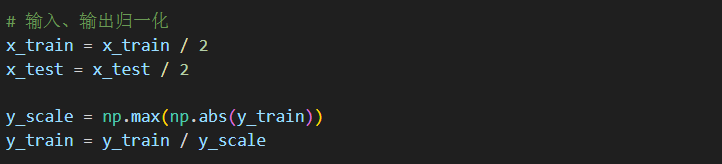 # 输入、输出归一化
x_train = x_train / 2
x_test = x_test / 2
y_scale = np.max(np.abs(y_train))
y_train = y_train / y_scale